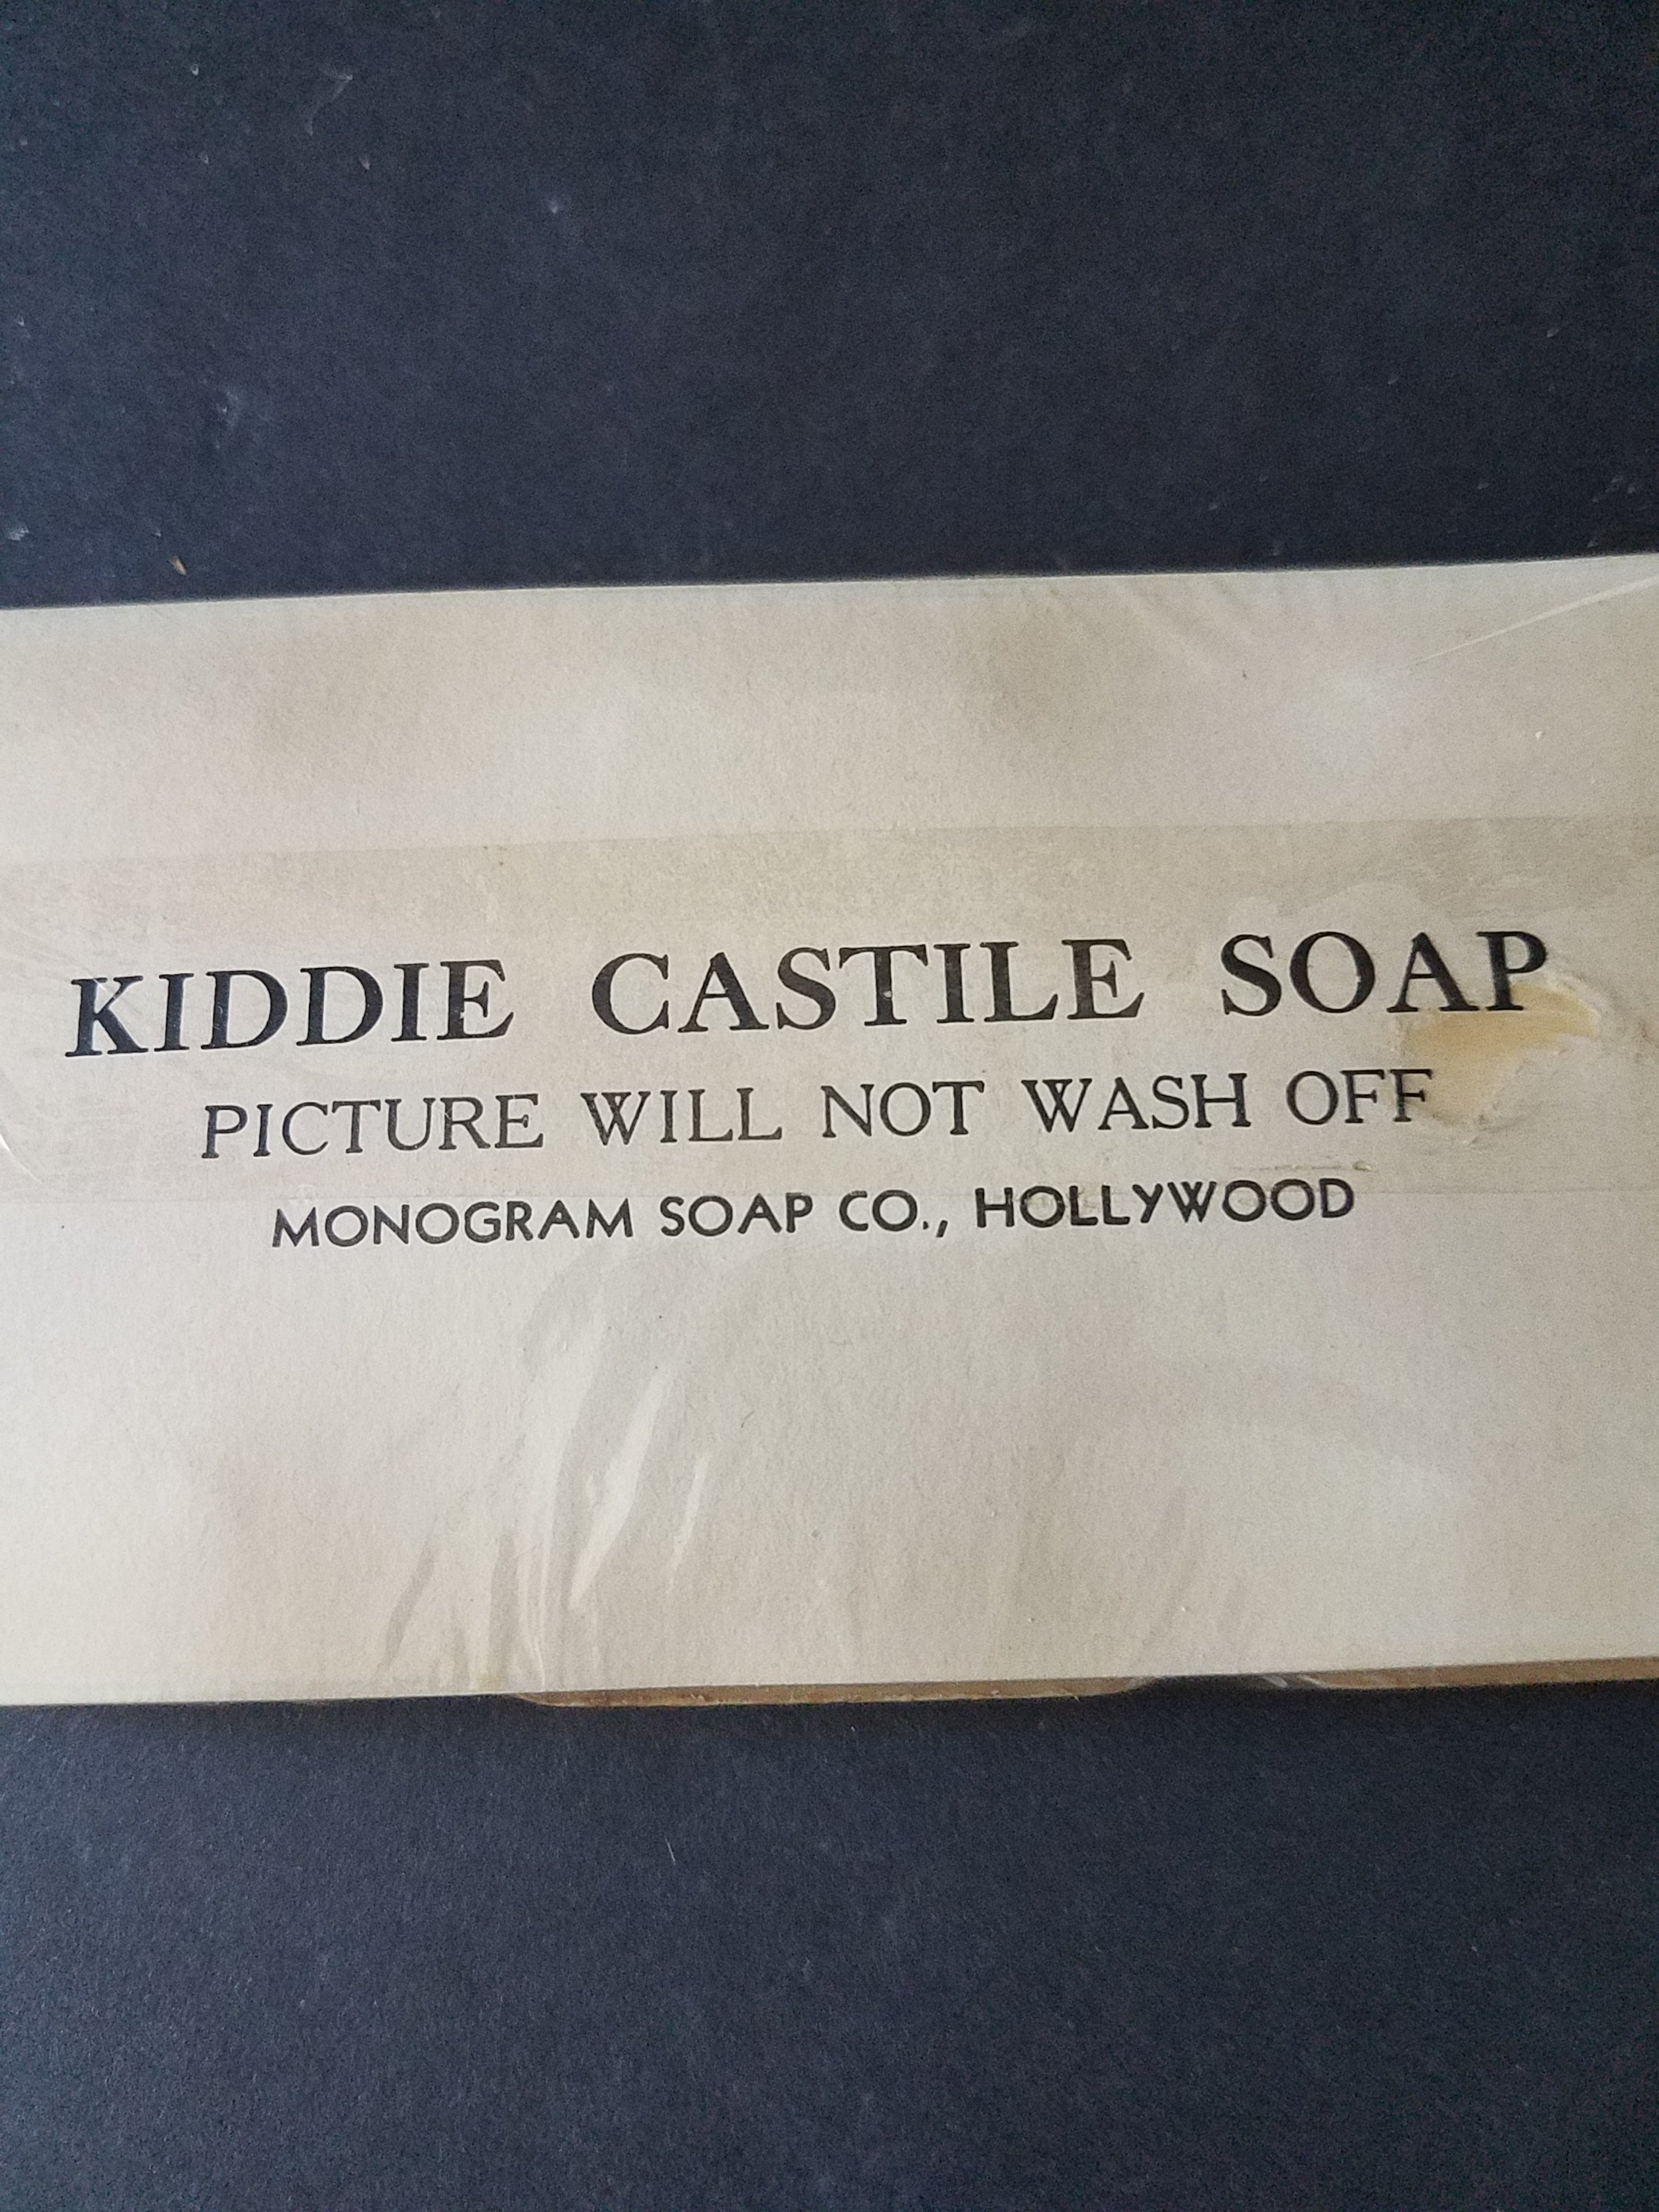 KIDDIE CASTILE SOAP
PICTURE WILL NOT WASH OFF
MONOGRAM SOAP CO., HOLLYWOOD